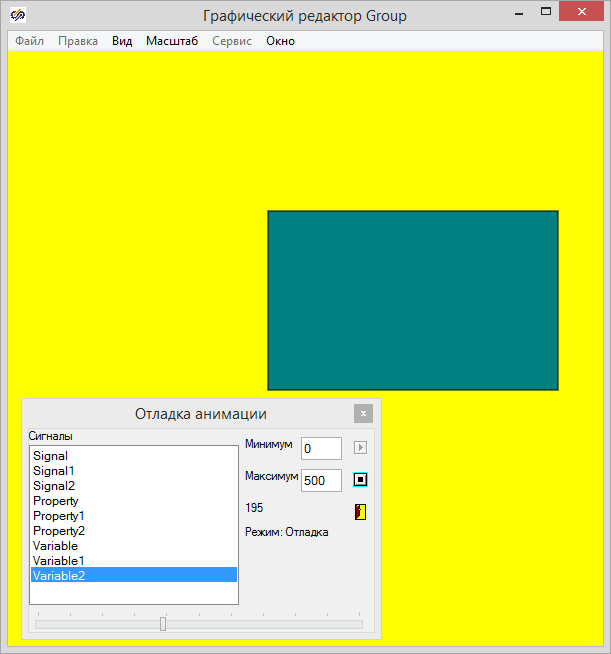 Графический редактор Group
Файл Правка Вид Масштаб Сервис Окно
Отладка анимации
Сигналы
Signal
Signal1
Signal2
Property
Property1
Property2
Variable
Variable1
Variable2
Минимум 0
Максимум 500
195
Режим: Отладка